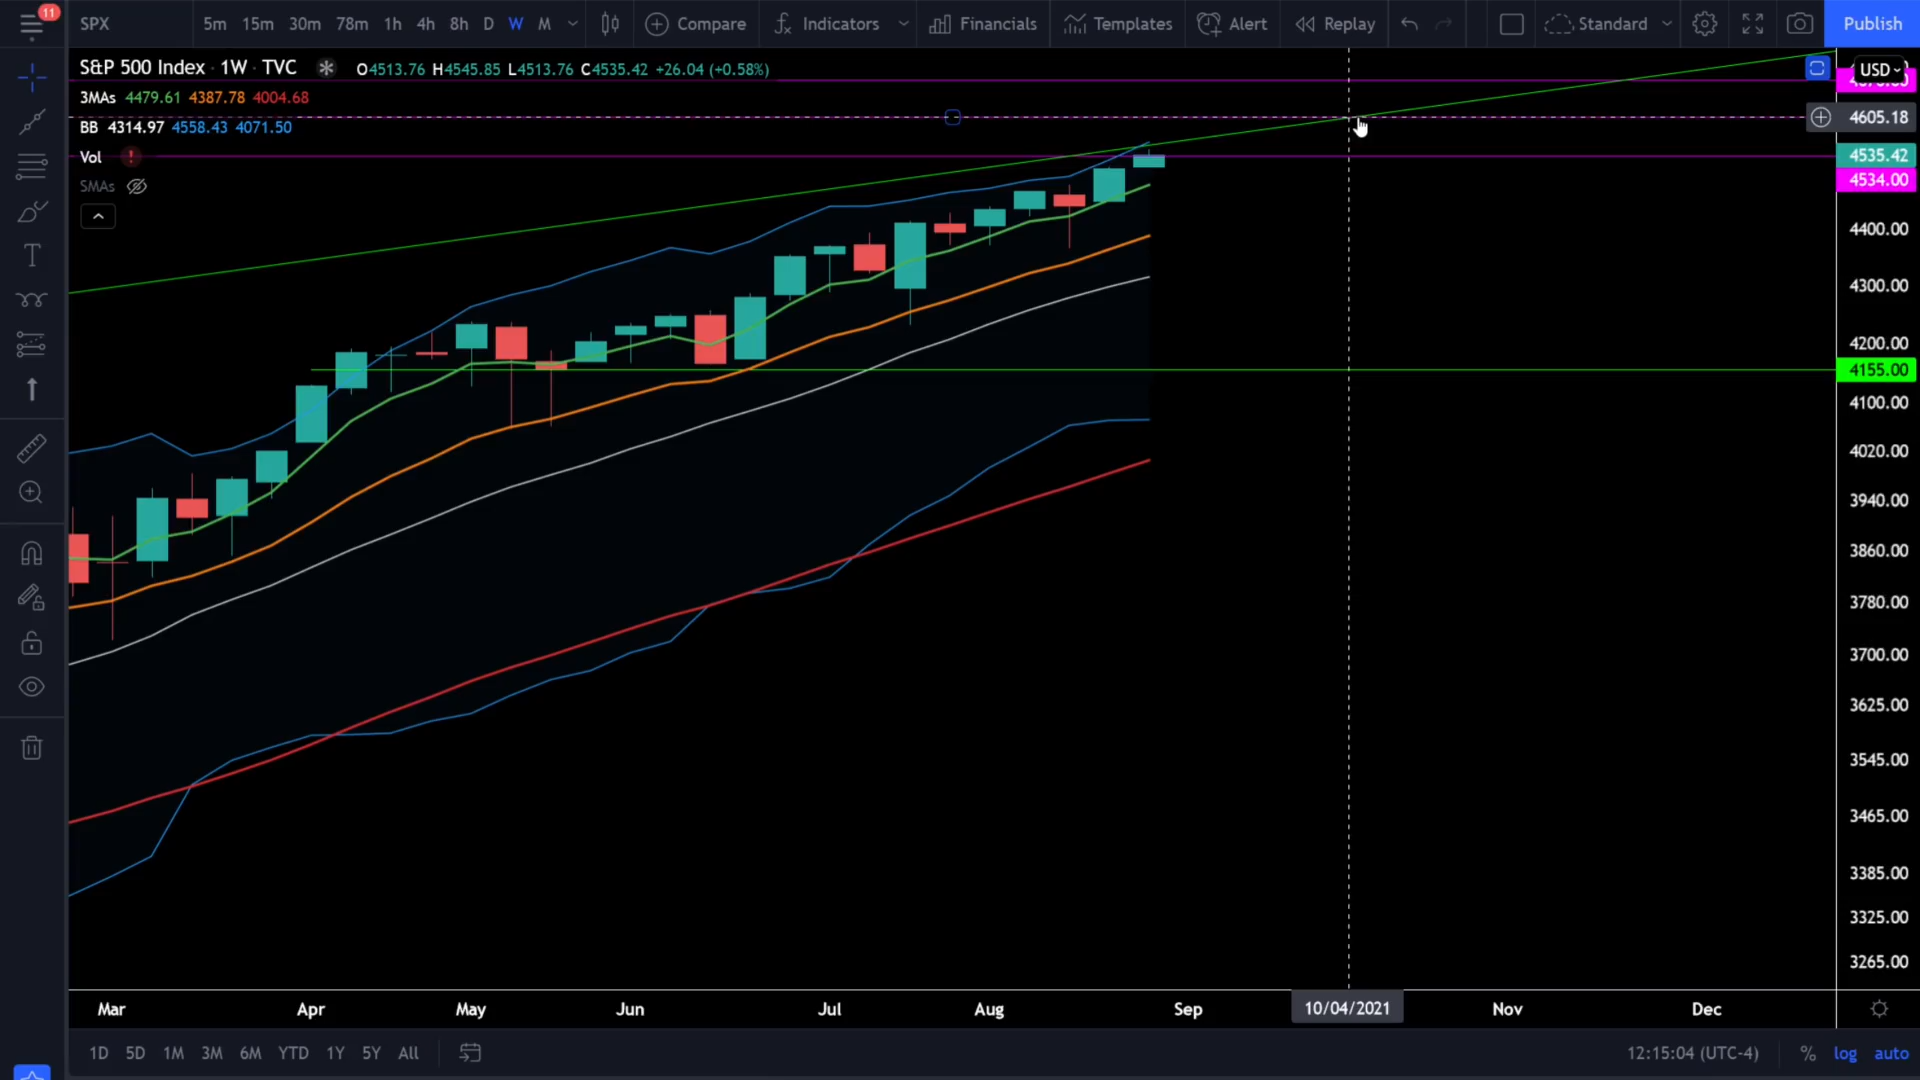 11
SPX 5m 15m 30m 78m 1h 4h 8h D W M Compare Indicators Financials Templates Alert Replay Standard Publish
S&P 500 Index · 1W · TVC O4513.76 H4545.85 L4513.76 C4535.42 +26.04 (+0.58%)
USD
3MAs 4479.61 4387.78 4004.68
BB 4314.97 4558.43 4071.50
4605.18
Vol !
4535.42
4534.00
SMAs
4400.00
4300.00
4200.00
4155.00
4100.00
4020.00
3940.00
3860.00
3780.00
3700.00
3625.00
3545.00
3465.00
3385.00
3325.00
3265.00
Mar Apr May Jun Jul Aug Sep 10/04/2021 Nov Dec
1D 5D 1M 3M 6M YTD 1Y 5Y All 12:15:04 (UTC-4) % log auto